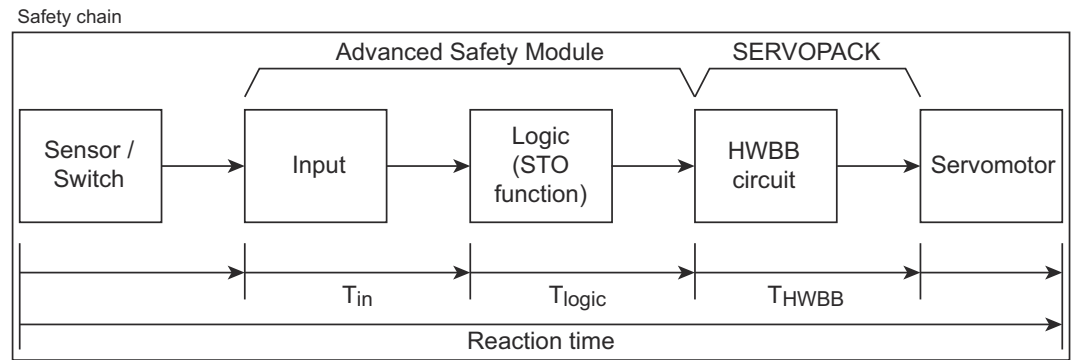 Safety chain
Advanced Safety Module
SERVOPACK
Sensor /
Switch
Input
Logic
(STO
function)
HWBB
circuit
Servomotor
Tin
Tlogic
THWBB
Reaction time